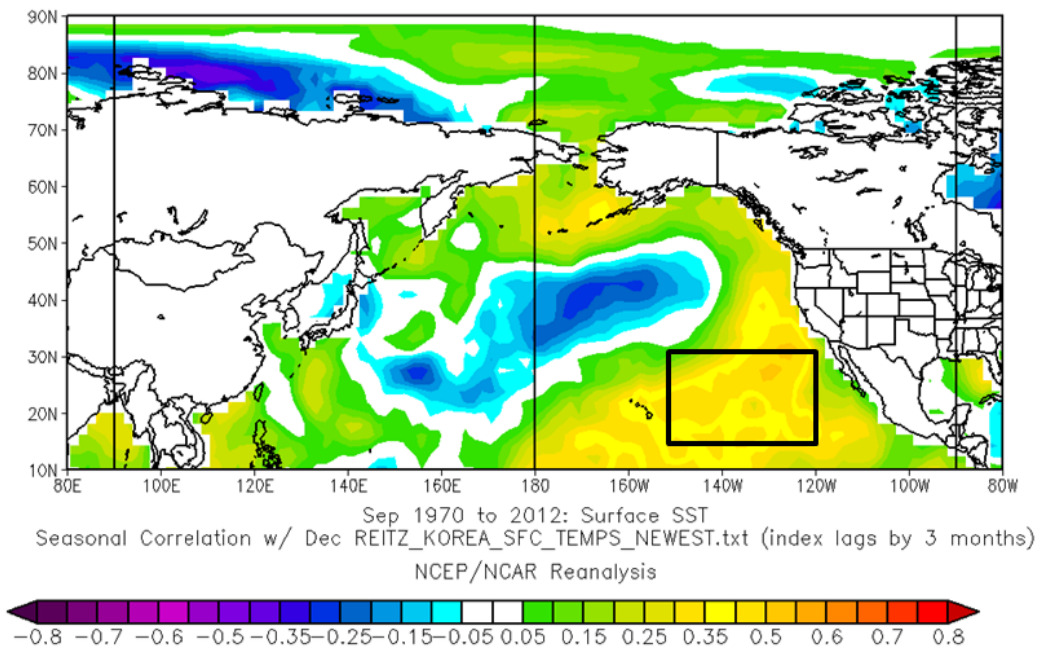 90N
80N
70N
60N
50N
40N
30N
20N
10N
80E 100E 120E 140E 160E 180 160W 140W 120W 100W 80W
Sep 1970 to 2012: Surface SST
Seasonal Correlation w/ Dec REITZ_KOREA_SFC_TEMPS_NEWEST.txt (index lags by 3 months)
NCEP/NCAR Reanalysis
-0.8 -0.7 -0.6 -0.5 -0.35 -0.25 -0.15 -0.05 0.05 0.15 0.25 0.35 0.5 0.6 0.7 0.8